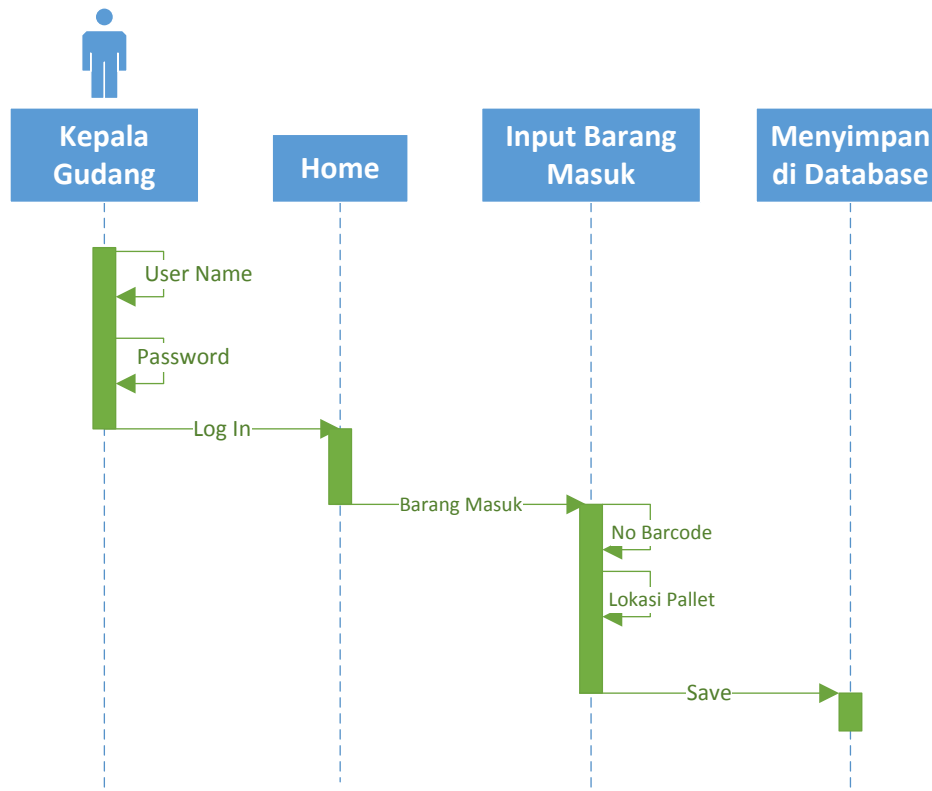 Kepala
Gudang
Home
Input Barang
Masuk
Menyimpan
di Database
User Name
Password
Log In
Barang Masuk
No Barcode
Lokasi Pallet
Save